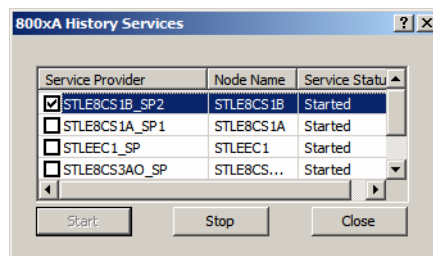 800xA History Services
Service Provider Node Name Service Statu
STLE8CS1B_SP2 STLE8CS1B Started
STLE8CS1A_SP1 STLE8CS1A Started
STLEEC1_SP STLEEC1 Started
STLE8CS3AO_SP STLE8CS... Started
Start Stop Close